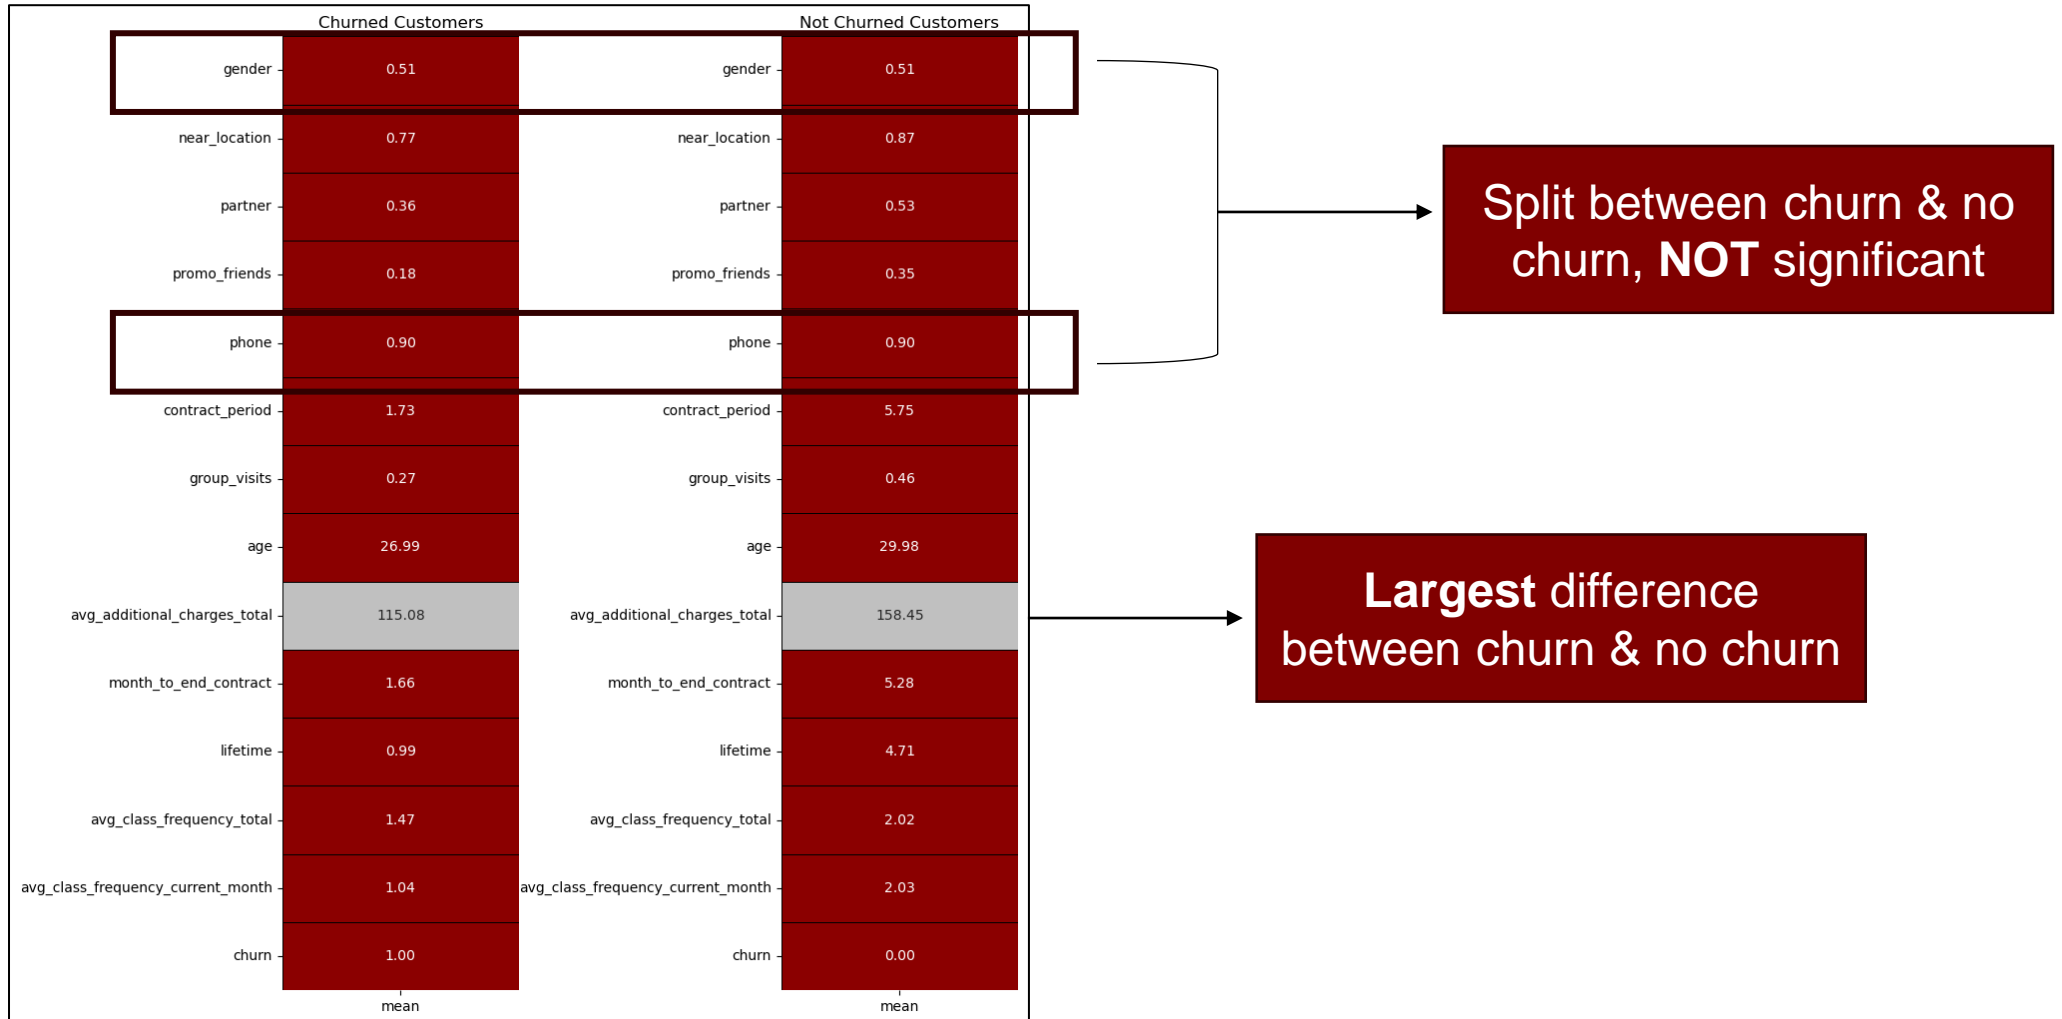 Churned Customers
Not Churned Customers
gender 0.51 gender 0.51
near_location 0.77 near_location 0.87
partner 0.36 partner 0.53
promo_friends 0.18 promo_friends 0.35
phone 0.90 phone 0.90
contract_period 1.73 contract_period 5.75
group_visits 0.27 group_visits 0.46
age 26.99 age 29.98
avg_additional_charges_total 115.08 avg_additional_charges_total 158.45
month_to_end_contract 1.66 month_to_end_contract 5.28
lifetime 0.99 lifetime 4.71
avg_class_frequency_total 1.47 avg_class_frequency_total 2.02
avg_class_frequency_current_month 1.04 avg_class_frequency_current_month 2.03
churn 1.00 churn 0.00
mean mean
Split between churn & no
churn, NOT significant
Largest difference
between churn & no churn